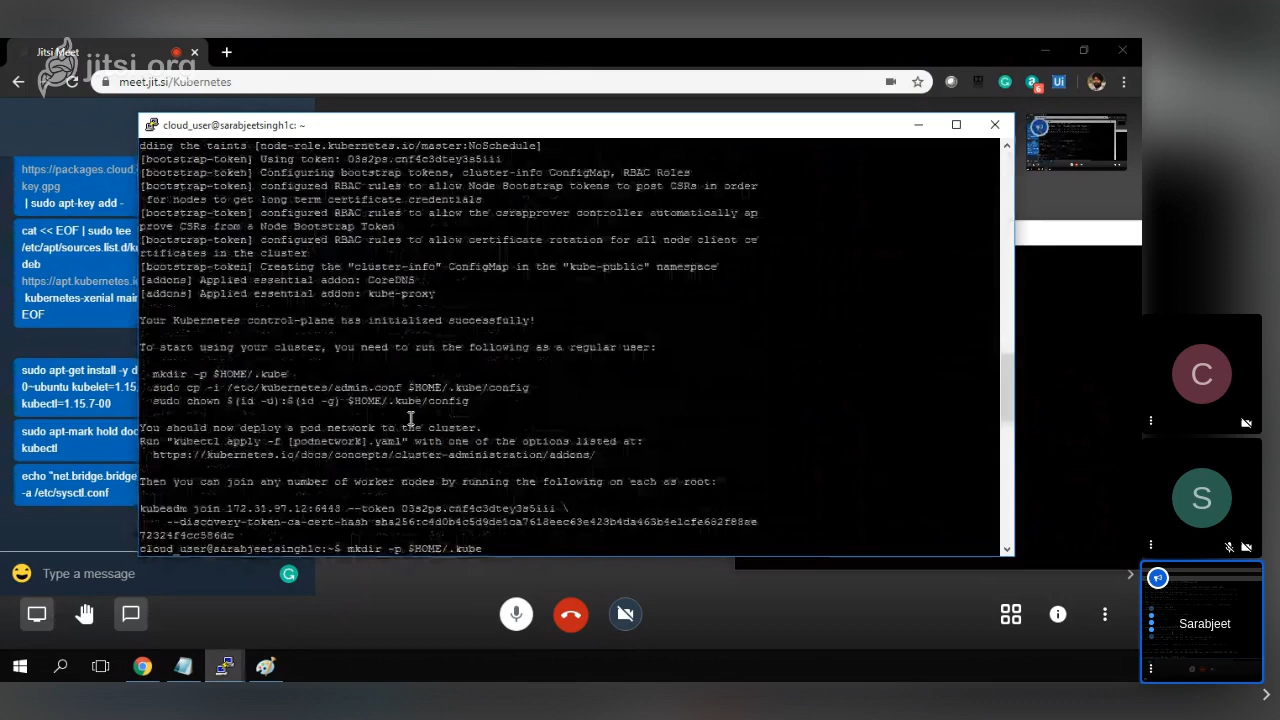 Jitsi Meet
jitsi.org
meet.jit.si/Kubernetes
cloud_user@sarabjeetsingh1c: ~
https://packages.cloud.
key.gpg
| sudo apt-key add -
cat << EOF | sudo tee
/etc/apt/sources.list.d/ku
deb
https://apt.kubernetes.
kubernetes-xenial main
EOF
sudo apt-get install -y d
0~ubuntu kubelet=1.15.
kubectl=1.15.7-00
sudo apt-mark hold doc
kubectl
echo "net.bridge.bridge
-a /etc/sysctl.conf
Type a message
dding the taints [node-role.kubernetes.io/master:NoSchedule]
[bootstrap-token] Using token: 03s2ps.cnf4c3dtey3s5iii
[bootstrap-token] Configuring bootstrap tokens, cluster-info ConfigMap, RBAC Roles
[bootstrap-token] configured RBAC rules to allow Node Bootstrap tokens to post CSRs in order
for nodes to get long term certificate credentials
[bootstrap-token] configured RBAC rules to allow the csrapprover controller automatically ap
prove CSRs from a Node Bootstrap Token
[bootstrap-token] configured RBAC rules to allow certificate rotation for all node client ce
rtificates in the cluster
[bootstrap-token] Creating the "cluster-info" ConfigMap in the "kube-public" namespace
[addons] Applied essential addon: CoreDNS
[addons] Applied essential addon: kube-proxy
Your Kubernetes control-plane has initialized successfully!
To start using your cluster, you need to run the following as a regular user:
mkdir -p $HOME/.kube
sudo cp -i /etc/kubernetes/admin.conf $HOME/.kube/config
sudo chown $(id -u):$(id -g) $HOME/.kube/config
You should now deploy a pod network to the cluster.
Run "kubectl apply -f [podnetwork].yaml" with one of the options listed at:
https://kubernetes.io/docs/concepts/cluster-administration/addons/
Then you can join any number of worker nodes by running the following on each as root:
kubeadm join 172.31.97.12:6443 --token 03s2ps.cnf4c3dtey3s5iii \
--discovery-token-ca-cert-hash
cloud_user@sarabjeetsingh1c:~$ mkdir -p $HOME/.kube
Ui
6
C
S
Sarabjeet